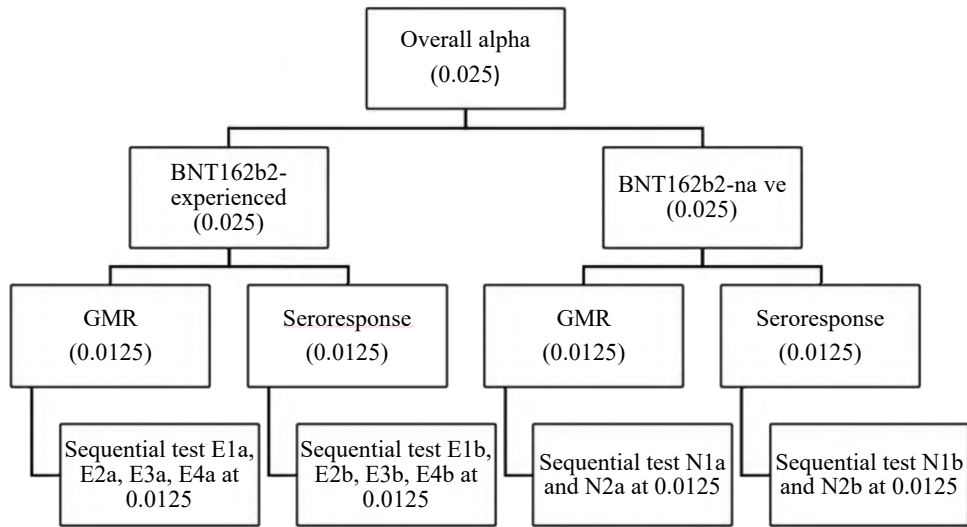 Overall alpha
(0.025)
BNT162b2-
experienced
(0.025)
BNT162b2-na ve
(0.025)
GMR
(0.0125)
Seroresponse
(0.0125)
GMR
(0.0125)
Seroresponse
(0.0125)
Sequential test E1a,
E2a, E3a, E4a at
0.0125
Sequential test E1b,
E2b, E3b, E4b at
0.0125
Sequential test N1a
and N2a at 0.0125
Sequential test N1b
and N2b at 0.0125